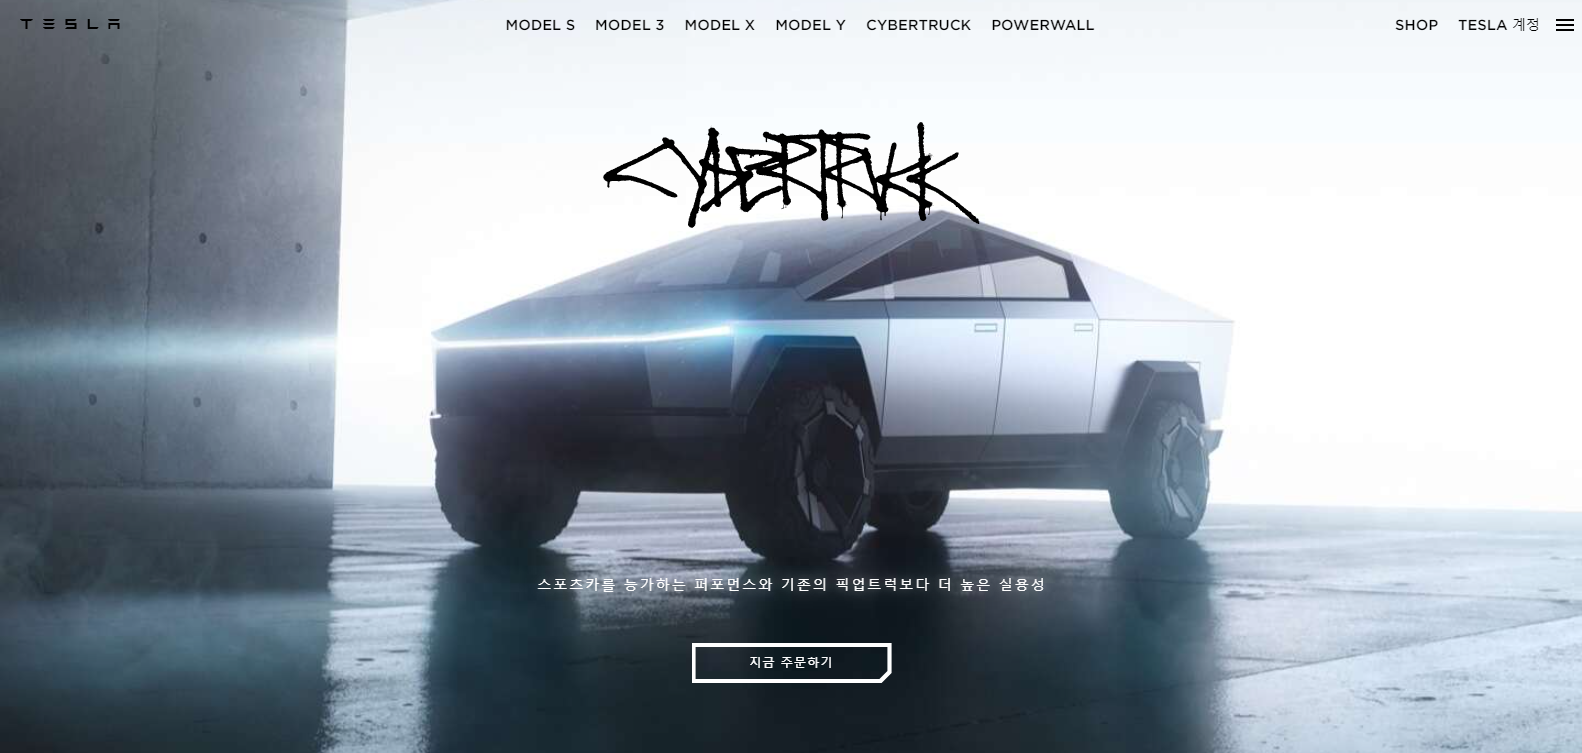 TESLA
MODEL S MODEL 3 MODEL X MODEL Y CYBERTRUCK POWERWALL
SHOP TESLA 계정
CYBERTRUCK
스포츠카를 능가하는 퍼포먼스와 기존의 픽업트럭보다 더 높은 실용성
지금 주문하기